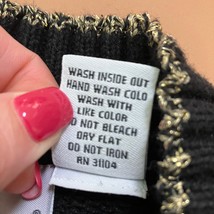 WASH INSIDE OUT
HAND WASH COLD
WASH WITH
LIKE COLOR
DO NOT BLEACH
DRY FLAT
DO NOT IRON
RN 31104